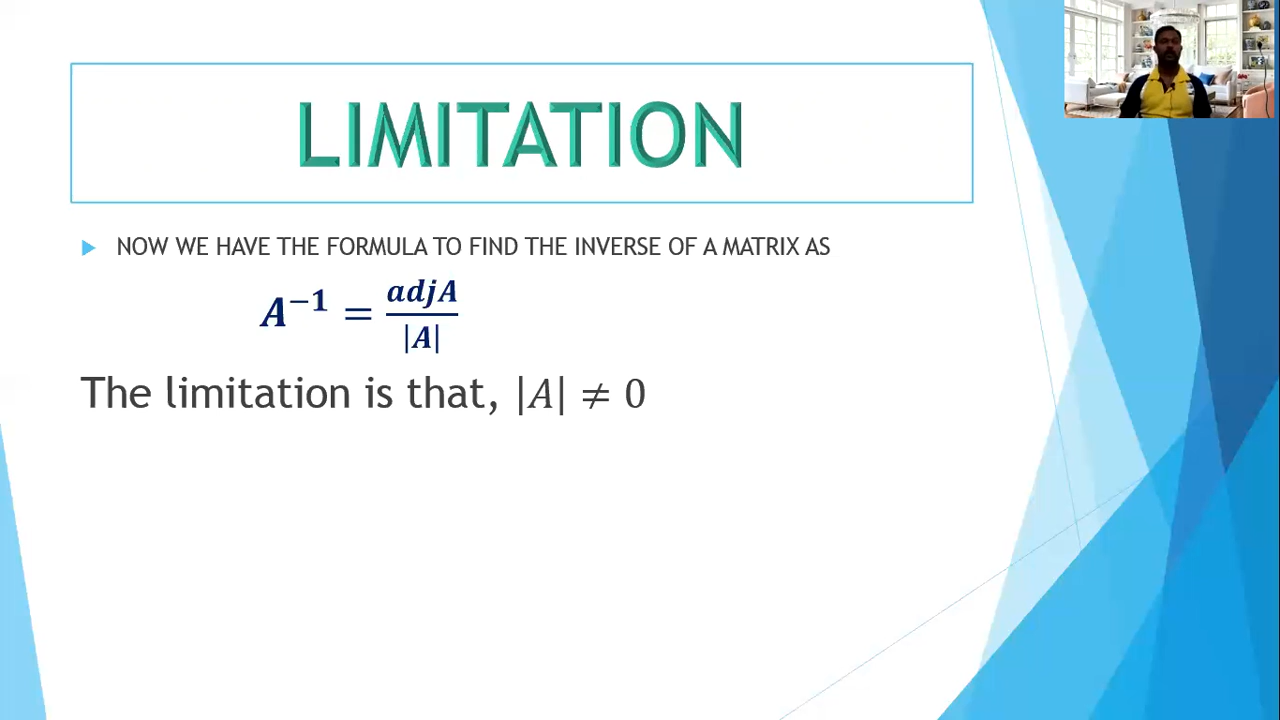 LIMITATION
NOW WE HAVE THE FORMULA TO FIND THE INVERSE OF A MATRIX AS
A⁻¹ = adjA / |A|
The limitation is that, |A| ≠ 0